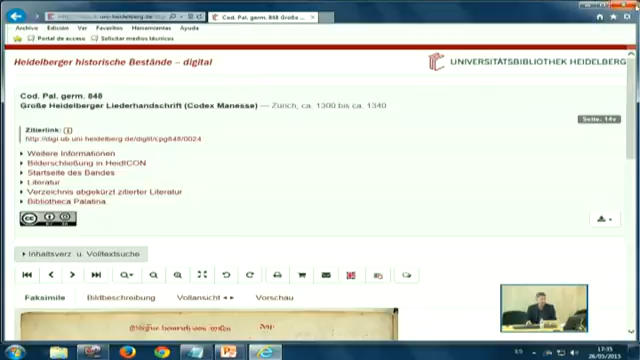 Cod. Pal. germ. 848 Große ...
Archivo Edición Ver Favoritos Herramientas Ayuda
Portal de acceso Solicitar medios técnicos
Heidelberger historische Bestände – digital
UNIVERSITÄTSBIBLIOTHEK HEIDELBERG
Cod. Pal. germ. 848
Große Heidelberger Liederhandschrift (Codex Manesse) — Zürich, ca. 1300 bis ca. 1340
Seite: 14v
Zitierlink:
http://digi.ub.uni-heidelberg.de/diglit/cpg848/0024
Weitere Informationen
Bilderschließung in HeidICON
Startseite des Bandes
Literatur
Verzeichnis abgekürzt zitierter Literatur
Bibliotheca Palatina
Inhaltsverz. u. Volltextsuche
Faksimile Bildbeschreibung Vollansicht Vorschau
17:35
ES 26/05/2015